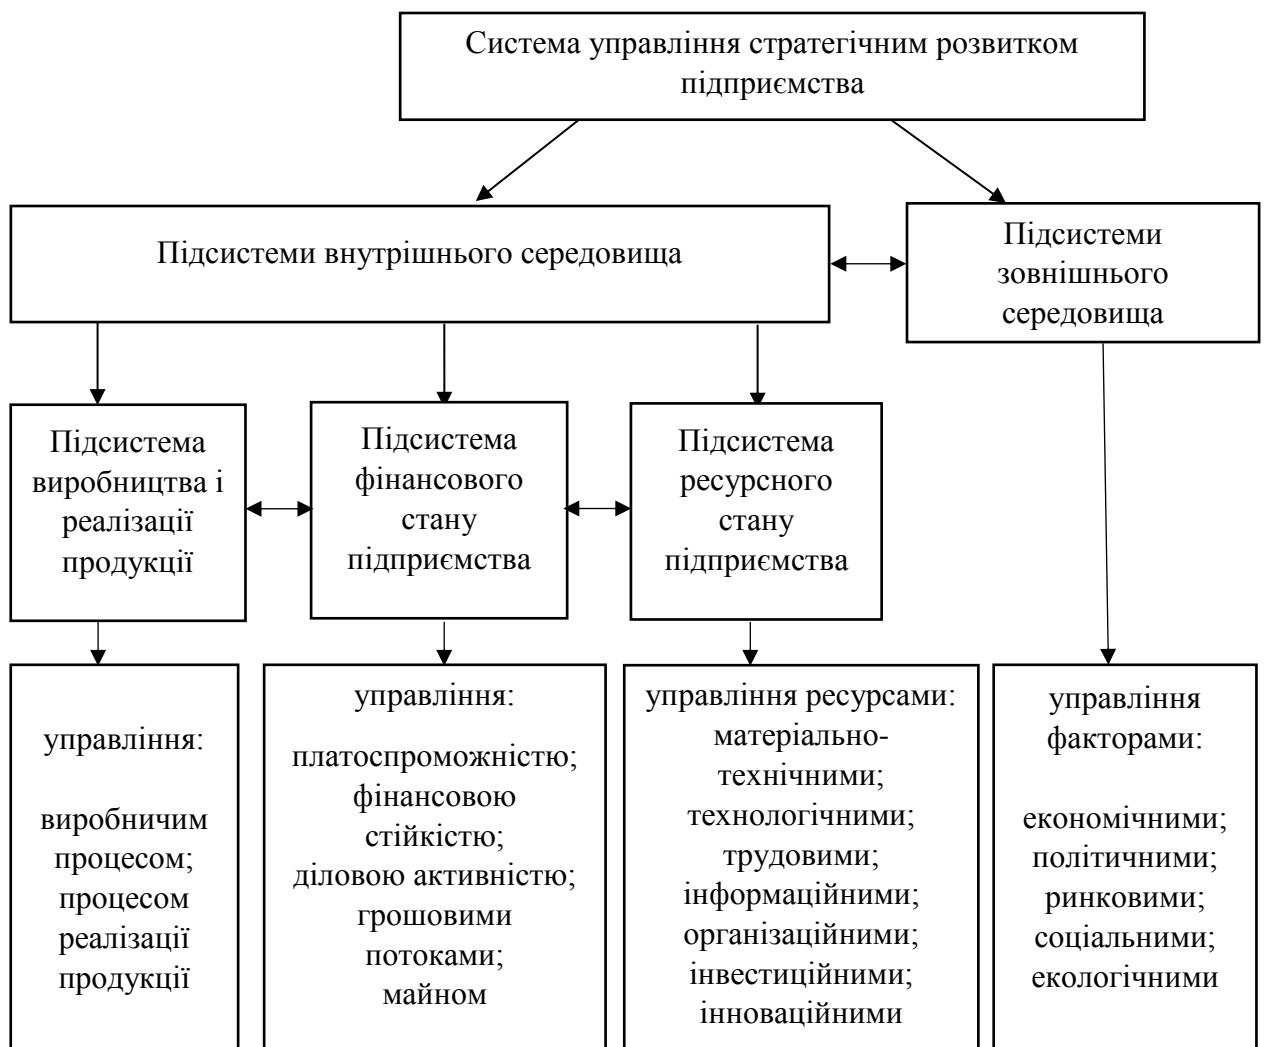 Система управління стратегічним розвитком
підприємства
Підсистеми внутрішнього середовища
Підсистеми
зовнішнього
середовища
Підсистема
виробництва і
реалізації
продукції
Підсистема
фінансового
стану
підприємства
Підсистема
ресурсного
стану
підприємства
управління:
виробничим
процесом;
процесом
реалізації
продукції
управління:
платоспроможністю;
фінансовою
стійкістю;
діловою активністю;
грошовими
потоками;
майном
управління ресурсами:
матеріально-
технічними;
технологічними;
трудовими;
інформаційними;
організаційними;
інвестиційними;
інноваційними
управління
факторами:
економічними;
політичними;
ринковими;
соціальними;
екологічними